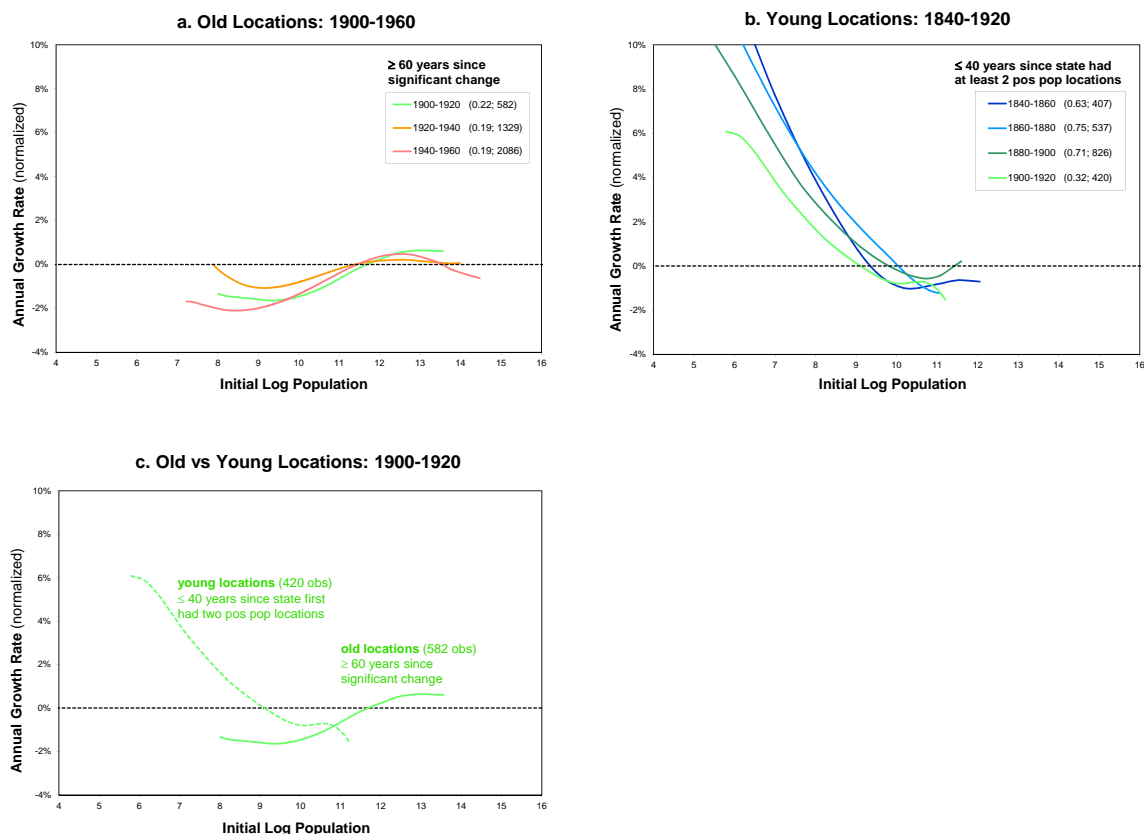 a. Old Locations: 1900-1960
10%
8%
6%
4%
2%
0%
-2%
-4%
Annual Growth Rate (normalized)
≥ 60 years since
significant change
1900-1920 (0.22; 582)
1920-1940 (0.19; 1329)
1940-1960 (0.19; 2086)
4 5 6 7 8 9 10 11 12 13 14 15 16
Initial Log Population
b. Young Locations: 1840-1920
10%
8%
6%
4%
2%
0%
-2%
-4%
Annual Growth Rate (normalized)
≤ 40 years since state had
at least 2 pos pop locations
1840-1860 (0.63; 407)
1860-1880 (0.75; 537)
1880-1900 (0.71; 826)
1900-1920 (0.32; 420)
4 5 6 7 8 9 10 11 12 13 14 15 16
Initial Log Population
c. Old vs Young Locations: 1900-1920
10%
8%
6%
4%
2%
0%
-2%
-4%
Annual Growth Rate (normalized)
young locations (420 obs)
≤ 40 years since state first
had two pos pop locations
old locations (582 obs)
≥ 60 years since
significant change
4 5 6 7 8 9 10 11 12 13 14 15 16
Initial Log Population